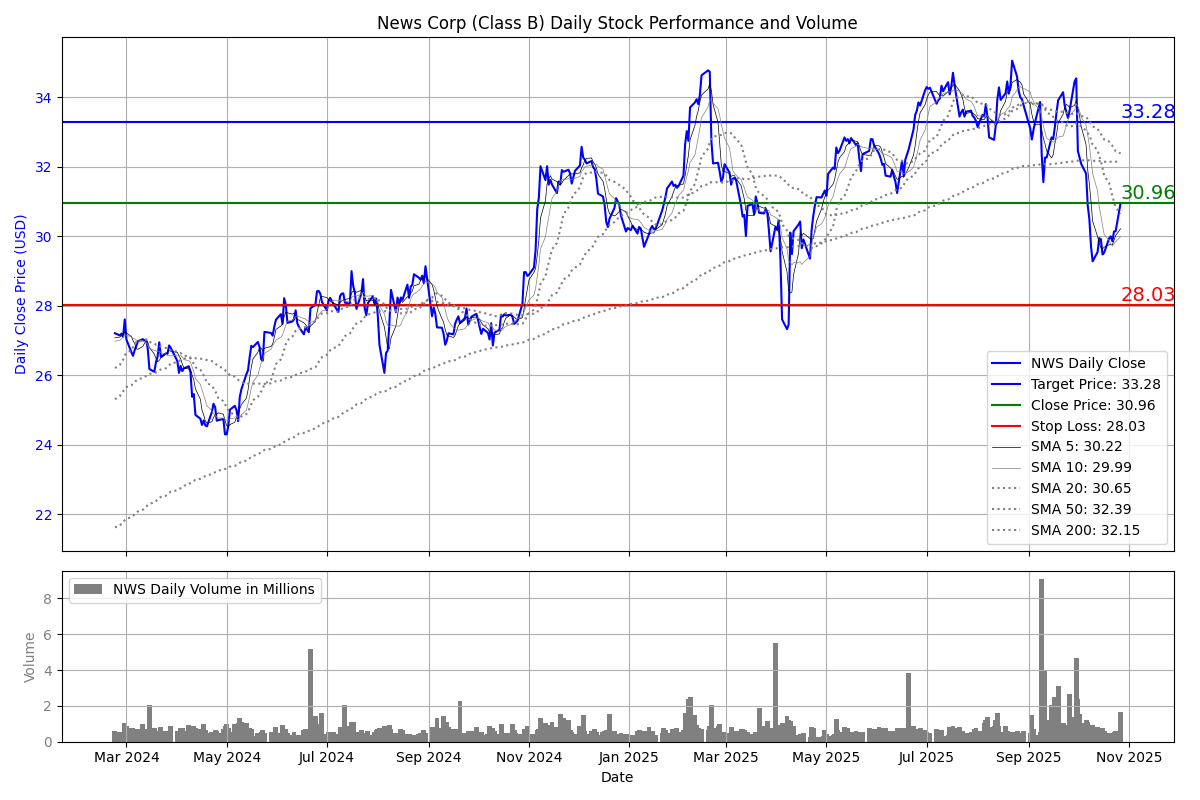 News Corp (Class B) Daily Stock Performance and Volume
Daily Close Price (USD)
34
32
30
28
26
24
22
33.28
30.96
28.03
NWS Daily Close
Target Price: 33.28
Close Price: 30.96
Stop Loss: 28.03
SMA 5: 30.22
SMA 10: 29.99
SMA 20: 30.65
SMA 50: 32.39
SMA 200: 32.15
NWS Daily Volume in Millions
Volume
8
6
4
2
0
Mar 2024 May 2024 Jul 2024 Sep 2024 Nov 2024 Jan 2025 Mar 2025 May 2025 Jul 2025 Sep 2025 Nov 2025
Date